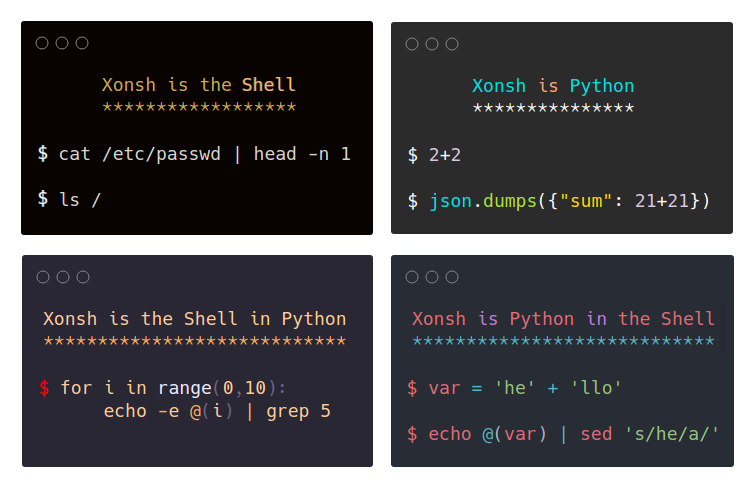 Xonsh is the Shell
******************
$ cat /etc/passwd | head -n 1
$ ls /
Xonsh is Python
***************
$ 2+2
$ json.dumps({"sum": 21+21})
Xonsh is the Shell in Python
****************************
$ for i in range(0,10):
echo -e @(i) | grep 5
Xonsh is Python in the Shell
****************************
$ var = 'he' + 'llo'
$ echo @(var) | sed 's/he/a/'